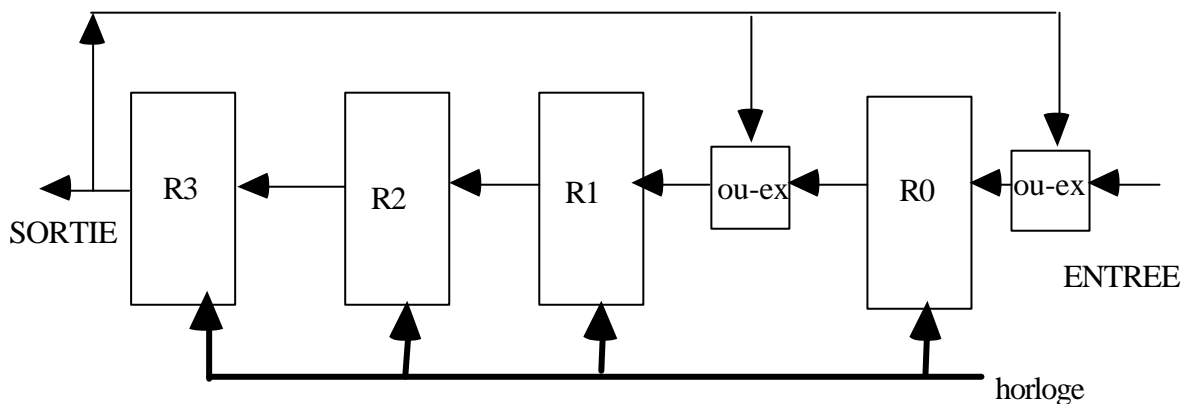 R3
R2
R1
ou-ex
R0
ou-ex
SORTIE
ENTREE
horloge